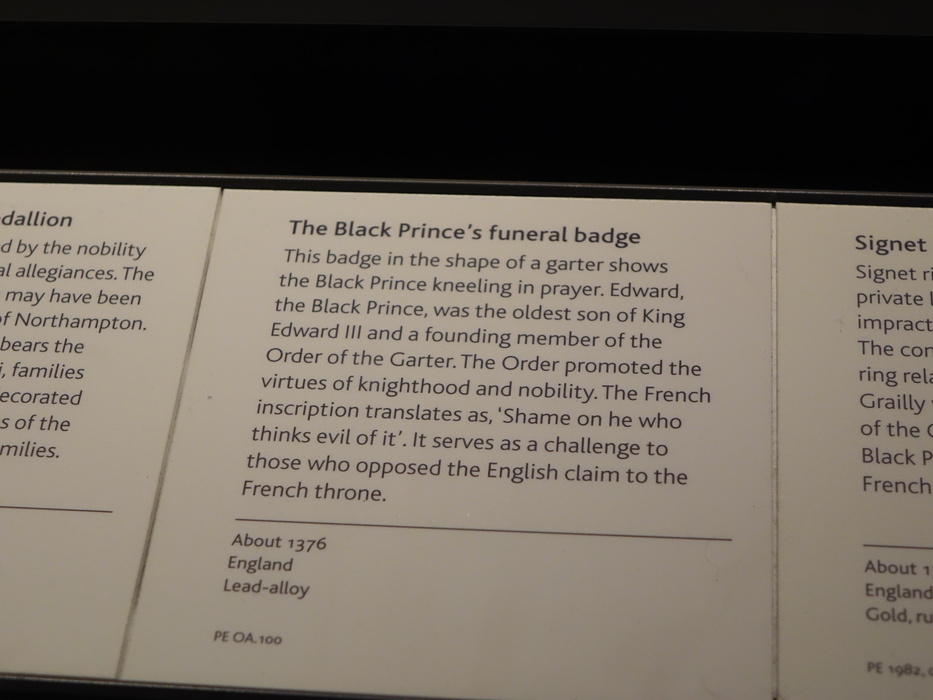 dallion
d by the nobility
al allegiances. The
may have been
of Northampton.
bears the
, families
ecorated
s of the
milies.
The Black Prince's funeral badge
This badge in the shape of a garter shows
the Black Prince kneeling in prayer. Edward,
the Black Prince, was the oldest son of King
Edward III and a founding member of the
Order of the Garter. The Order promoted the
virtues of knighthood and nobility. The French
inscription translates as, 'Shame on he who
thinks evil of it'. It serves as a challenge to
those who opposed the English claim to the
French throne.
About 1376
England
Lead-alloy
PE OA.100
Signet
Signet ri
private l
impract
The con
ring rela
Grailly
of the
Black P
French
About 1
England
Gold, ru
PE 1982,